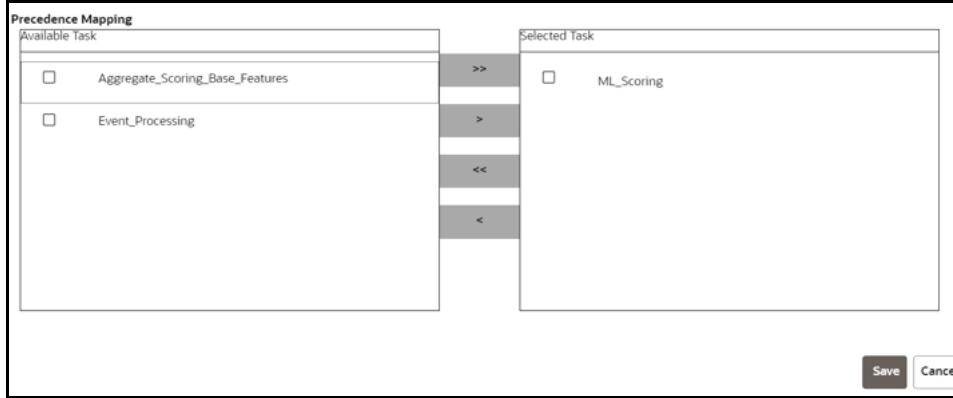 Precedence Mapping
Available Task
Selected Task
Aggregate_Scoring_Base_Features
Event_Processing
>>
>
<<
<
ML_Scoring
Save
Cance